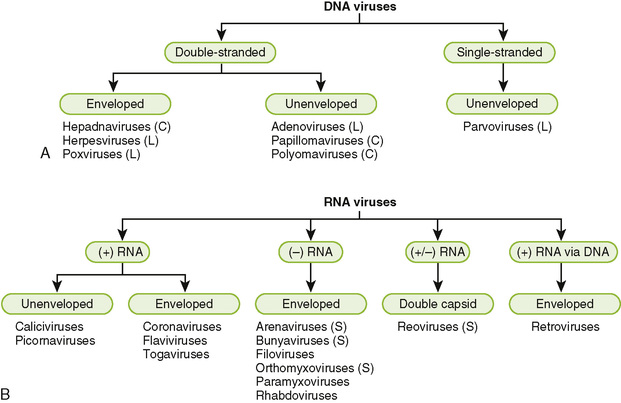 DNA viruses
Double-stranded
Single-stranded
Enveloped
Unenveloped
Unenveloped
Hepadnaviruses (C)
Herpesviruses (L)
Poxviruses (L)
Adenoviruses (L)
Papillomaviruses (C)
Polyomaviruses (C)
Parvoviruses (L)
A
RNA viruses
(+) RNA
(–) RNA
(+/–) RNA
(+) RNA via DNA
Unenveloped
Enveloped
Enveloped
Double capsid
Enveloped
Caliciviruses
Picornaviruses
Coronaviruses
Flaviviruses
Togaviruses
Arenaviruses (S)
Bunyaviruses (S)
Filoviruses
Orthomyxoviruses (S)
Paramyxoviruses
Rhabdoviruses
Reoviruses (S)
Retroviruses
B